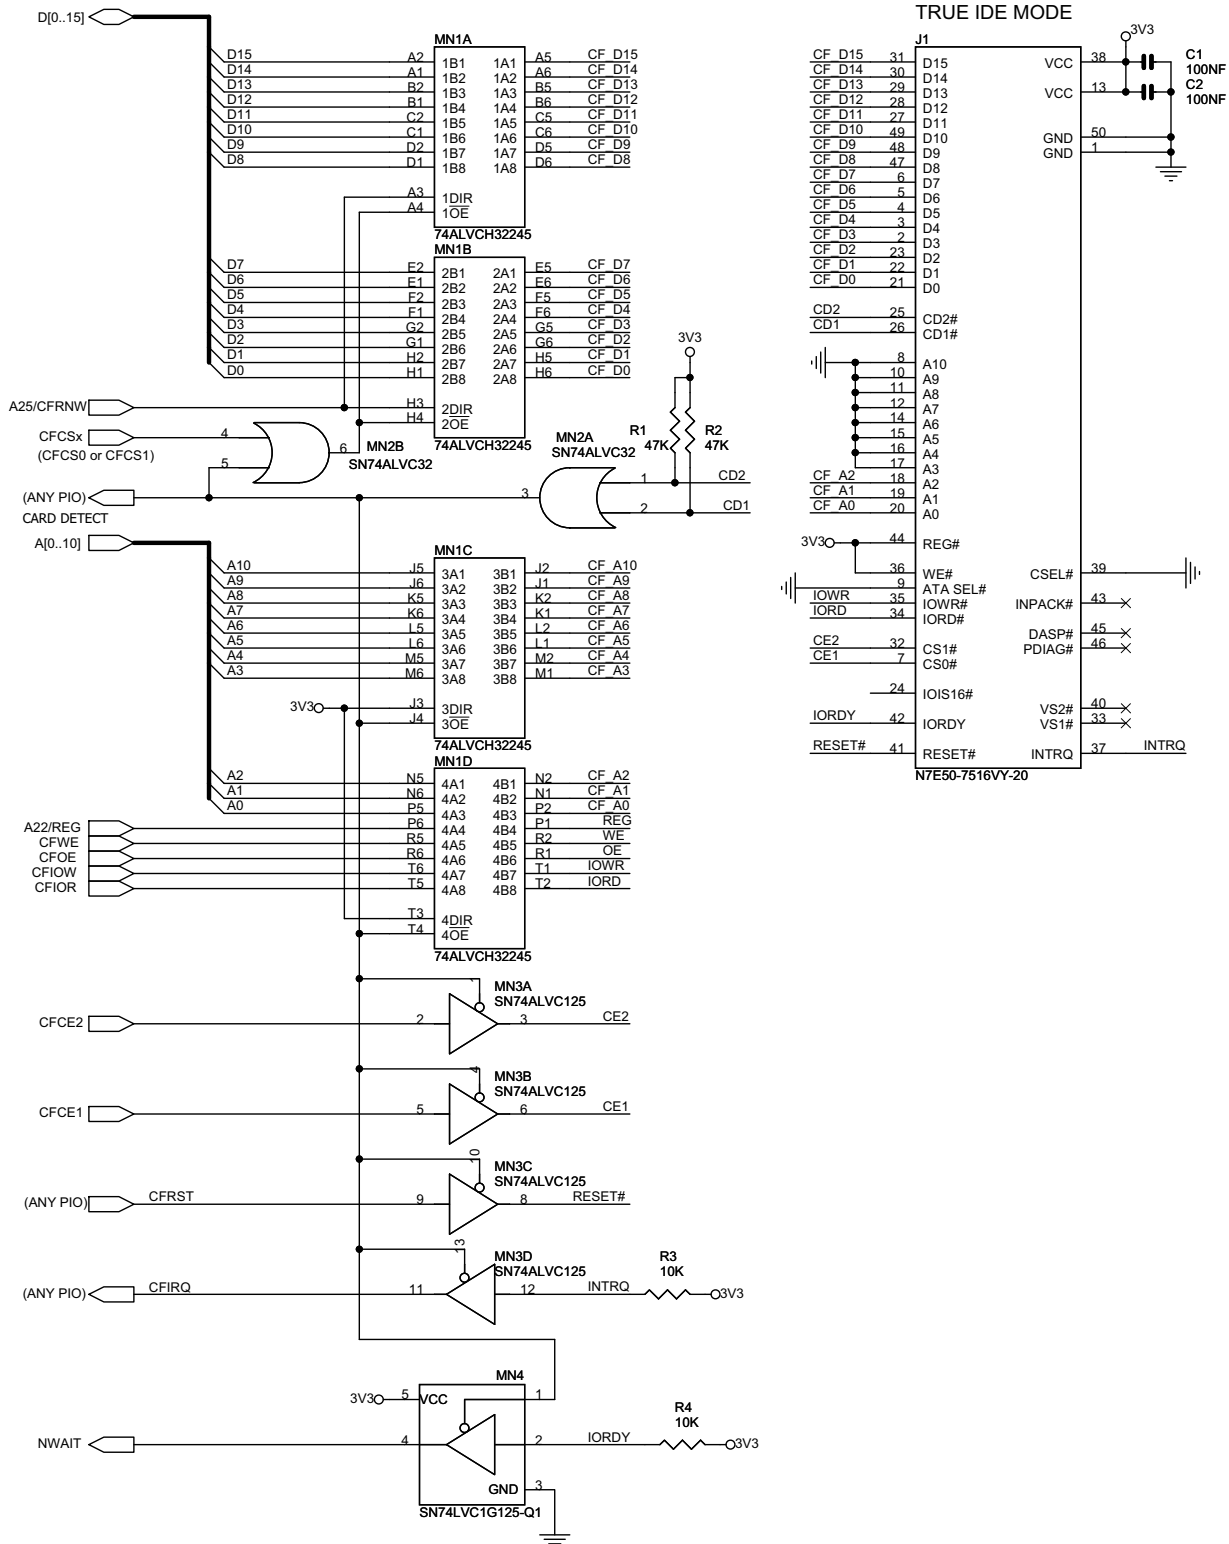 TRUE IDE MODE
D[0..15]
MN1A
D15 A2 1B1 1A1 A5 CF_D15
D14 A1 1B2 1A2 A6 CF_D14
D13 B2 1B3 1A3 B5 CF_D13
D12 B1 1B4 1A4 B6 CF_D12
D11 C2 1B5 1A5 C5 CF_D11
D10 C1 1B6 1A6 C6 CF_D10
D9 D2 1B7 1A7 D5 CF_D9
D8 D1 1B8 1A8 D6 CF_D8
A3 1DIR
A4 1OE
74ALVCH32245
MN1B
D7 E2 2B1 2A1 E5 CF_D7
D6 E1 2B2 2A2 E6 CF_D6
D5 F2 2B3 2A3 F5 CF_D5
D4 F1 2B4 2A4 F6 CF_D4
D3 G2 2B5 2A5 G5 CF_D3
D2 G1 2B6 2A6 G6 CF_D2
D1 H2 2B7 2A7 H5 CF_D1
D0 H1 2B8 2A8 H6 CF_D0
A25/CFRNW H3 2DIR
H4 2OE
74ALVCH32245
CFCSx 4
(CFCS0 or CFCS1)
5
6
MN2B
SN74ALVC32
MN2A
SN74ALVC32
3V3
R1
47K
R2
47K
1 CD2
2 CD1
3
(ANY PIO)
CARD DETECT
A[0..10]
MN1C
A10 J5 3A1 3B1 J2 CF_A10
A9 J6 3A2 3B2 J1 CF_A9
A8 K5 3A3 3B3 K2 CF_A8
A7 K6 3A4 3B4 K1 CF_A7
A6 L5 3A5 3B5 L2 CF_A6
A5 L6 3A6 3B6 L1 CF_A5
A4 M5 3A7 3B7 M2 CF_A4
A3 M6 3A8 3B8 M1 CF_A3
3V3 J3 3DIR
J4 3OE
74ALVCH32245
MN1D
A2 N5 4A1 4B1 N2 CF_A2
A1 N6 4A2 4B2 N1 CF_A1
A0 P5 4A3 4B3 P2 CF_A0
A22/REG P6 4A4 4B4 P1 REG
CFWE R5 4A5 4B5 R2 WE
CFOE R6 4A6 4B6 R1 OE
CFIOW T6 4A7 4B7 T1 IOWR
CFIOR T5 4A8 4B8 T2 IORD
T3 4DIR
T4 4OE
74ALVCH32245
1
MN3A
SN74ALVC125
CFCE2 2 3 CE2
4
MN3B
SN74ALVC125
CFCE1 5 6 CE1
10
MN3C
SN74ALVC125
(ANY PIO) CFRST 9 8 RESET#
13
MN3D
SN74ALVC125
R3
10K
(ANY PIO) CFIRQ 11 12 INTRQ 3V3
MN4
3V3 5 VCC 1
R4
10K
NWAIT 4 2 IORDY 3V3
GND 3
SN74LVC1G125-Q1
J1
3V3
CF_D15 31 D15 VCC 38
C1
100NF
CF_D14 30 D14
CF_D13 29 D13 VCC 13
C2
100NF
CF_D12 28 D12
CF_D11 27 D11
CF_D10 49 D10 GND 50
CF_D9 48 D9 GND 1
CF_D8 47 D8
CF_D7 6 D7
CF_D6 5 D6
CF_D5 4 D5
CF_D4 3 D4
CF_D3 2 D3
CF_D2 23 D2
CF_D1 22 D1
CF_D0 21 D0
CD2 25 CD2#
CD1 26 CD1#
8 A10
10 A9
11 A8
12 A7
14 A6
15 A5
16 A4
17 A3
CF_A2 18 A2
CF_A1 19 A1
CF_A0 20 A0
3V3 44 REG#
36 WE# CSEL# 39
9 ATA SEL#
IOWR 35 IOWR# INPACK# 43
IORD 34 IORD#
DASP# 45
CE2 32 CS1# PDIAG# 46
CE1 7 CS0#
24 IOIS16#
VS2# 40
IORDY 42 IORDY VS1# 33
RESET# 41 RESET# INTRQ 37 INTRQ
N7E50-7516VY-20